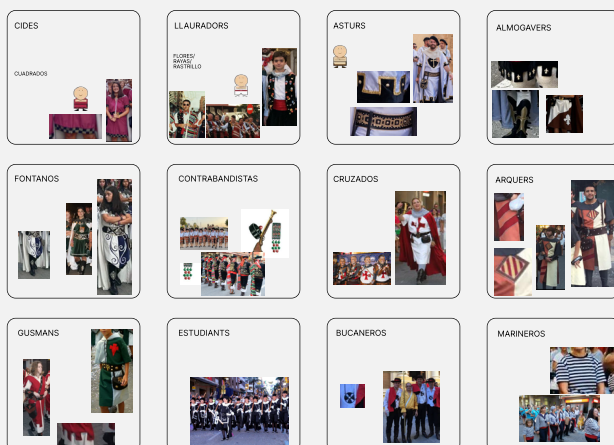 CIDES
CUADRADOS
LLAURADORS
FLORES/
RAYAS/
RASTRILLO
ASTURS
ALMOGAVERS
FONTANOS
CONTRABANDISTAS
CRUZADOS
ARQUERS
GUSMANS
ESTUDIANTS
BUCANEROS
MARINEROS